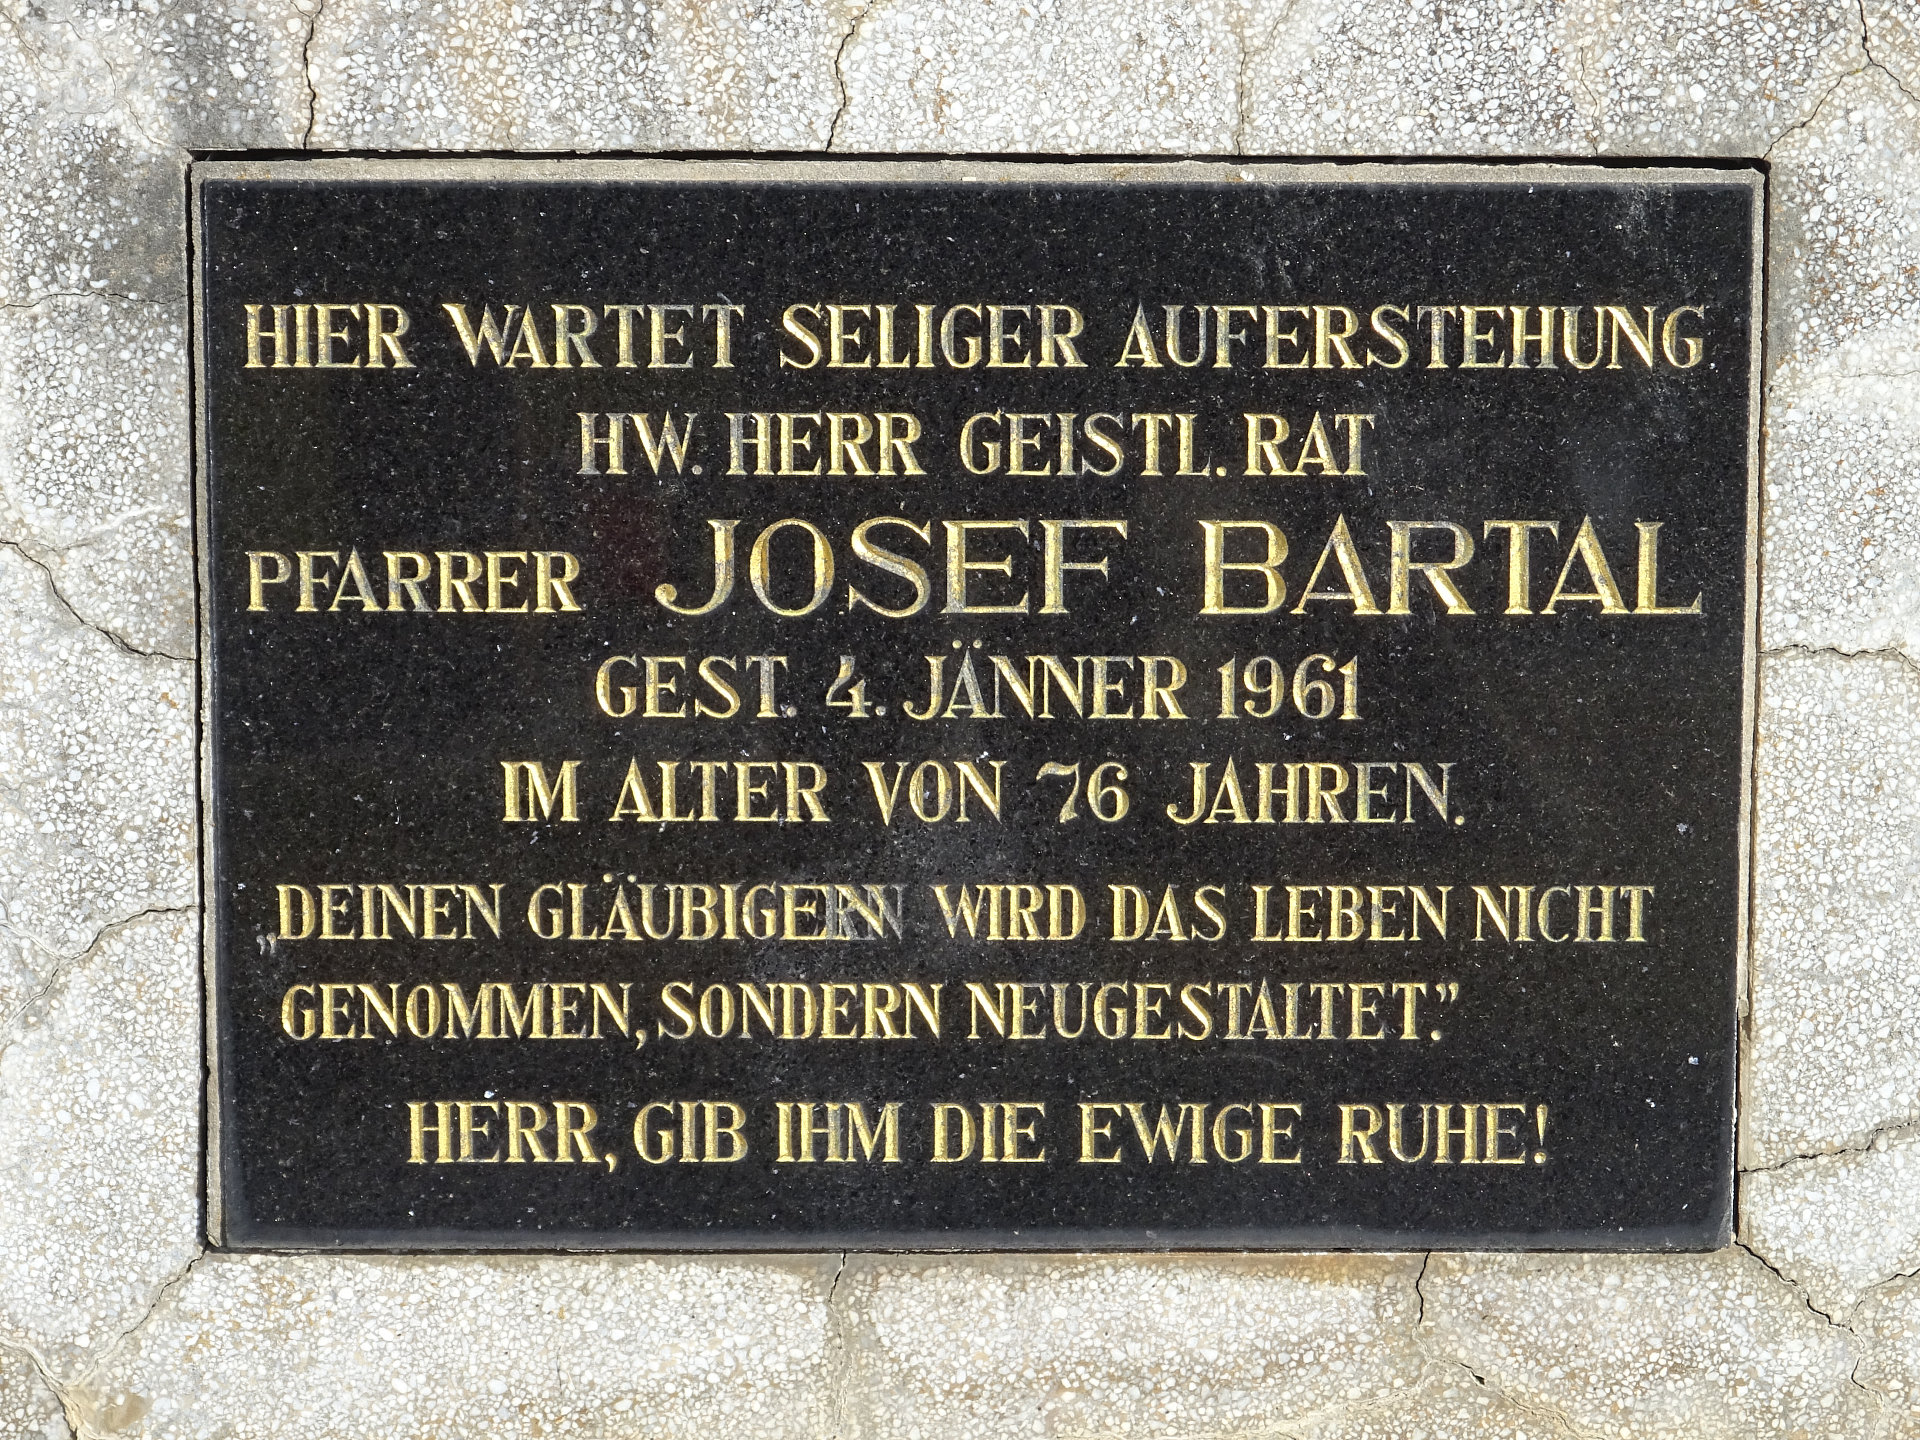 HIER WARTET SELIGER AUFERSTEHUNG
HW. HERR GEISTL. RAT
PFARRER JOSEF BARTAL
GEST. 4. JÄNNER 1961
IM ALTER VON 76 JAHREN.
„DEINEN GLÄUBIGERN WIRD DAS LEBEN NICHT
GENOMMEN, SONDERN NEUGESTALTET.”
HERR, GIB IHM DIE EWIGE RUHE!